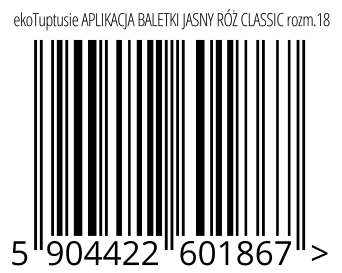 ekoTuptusie APLIKACJA BALETKI JASNY RÓŻ CLASSIC rozm.18
5 904422 601867 >